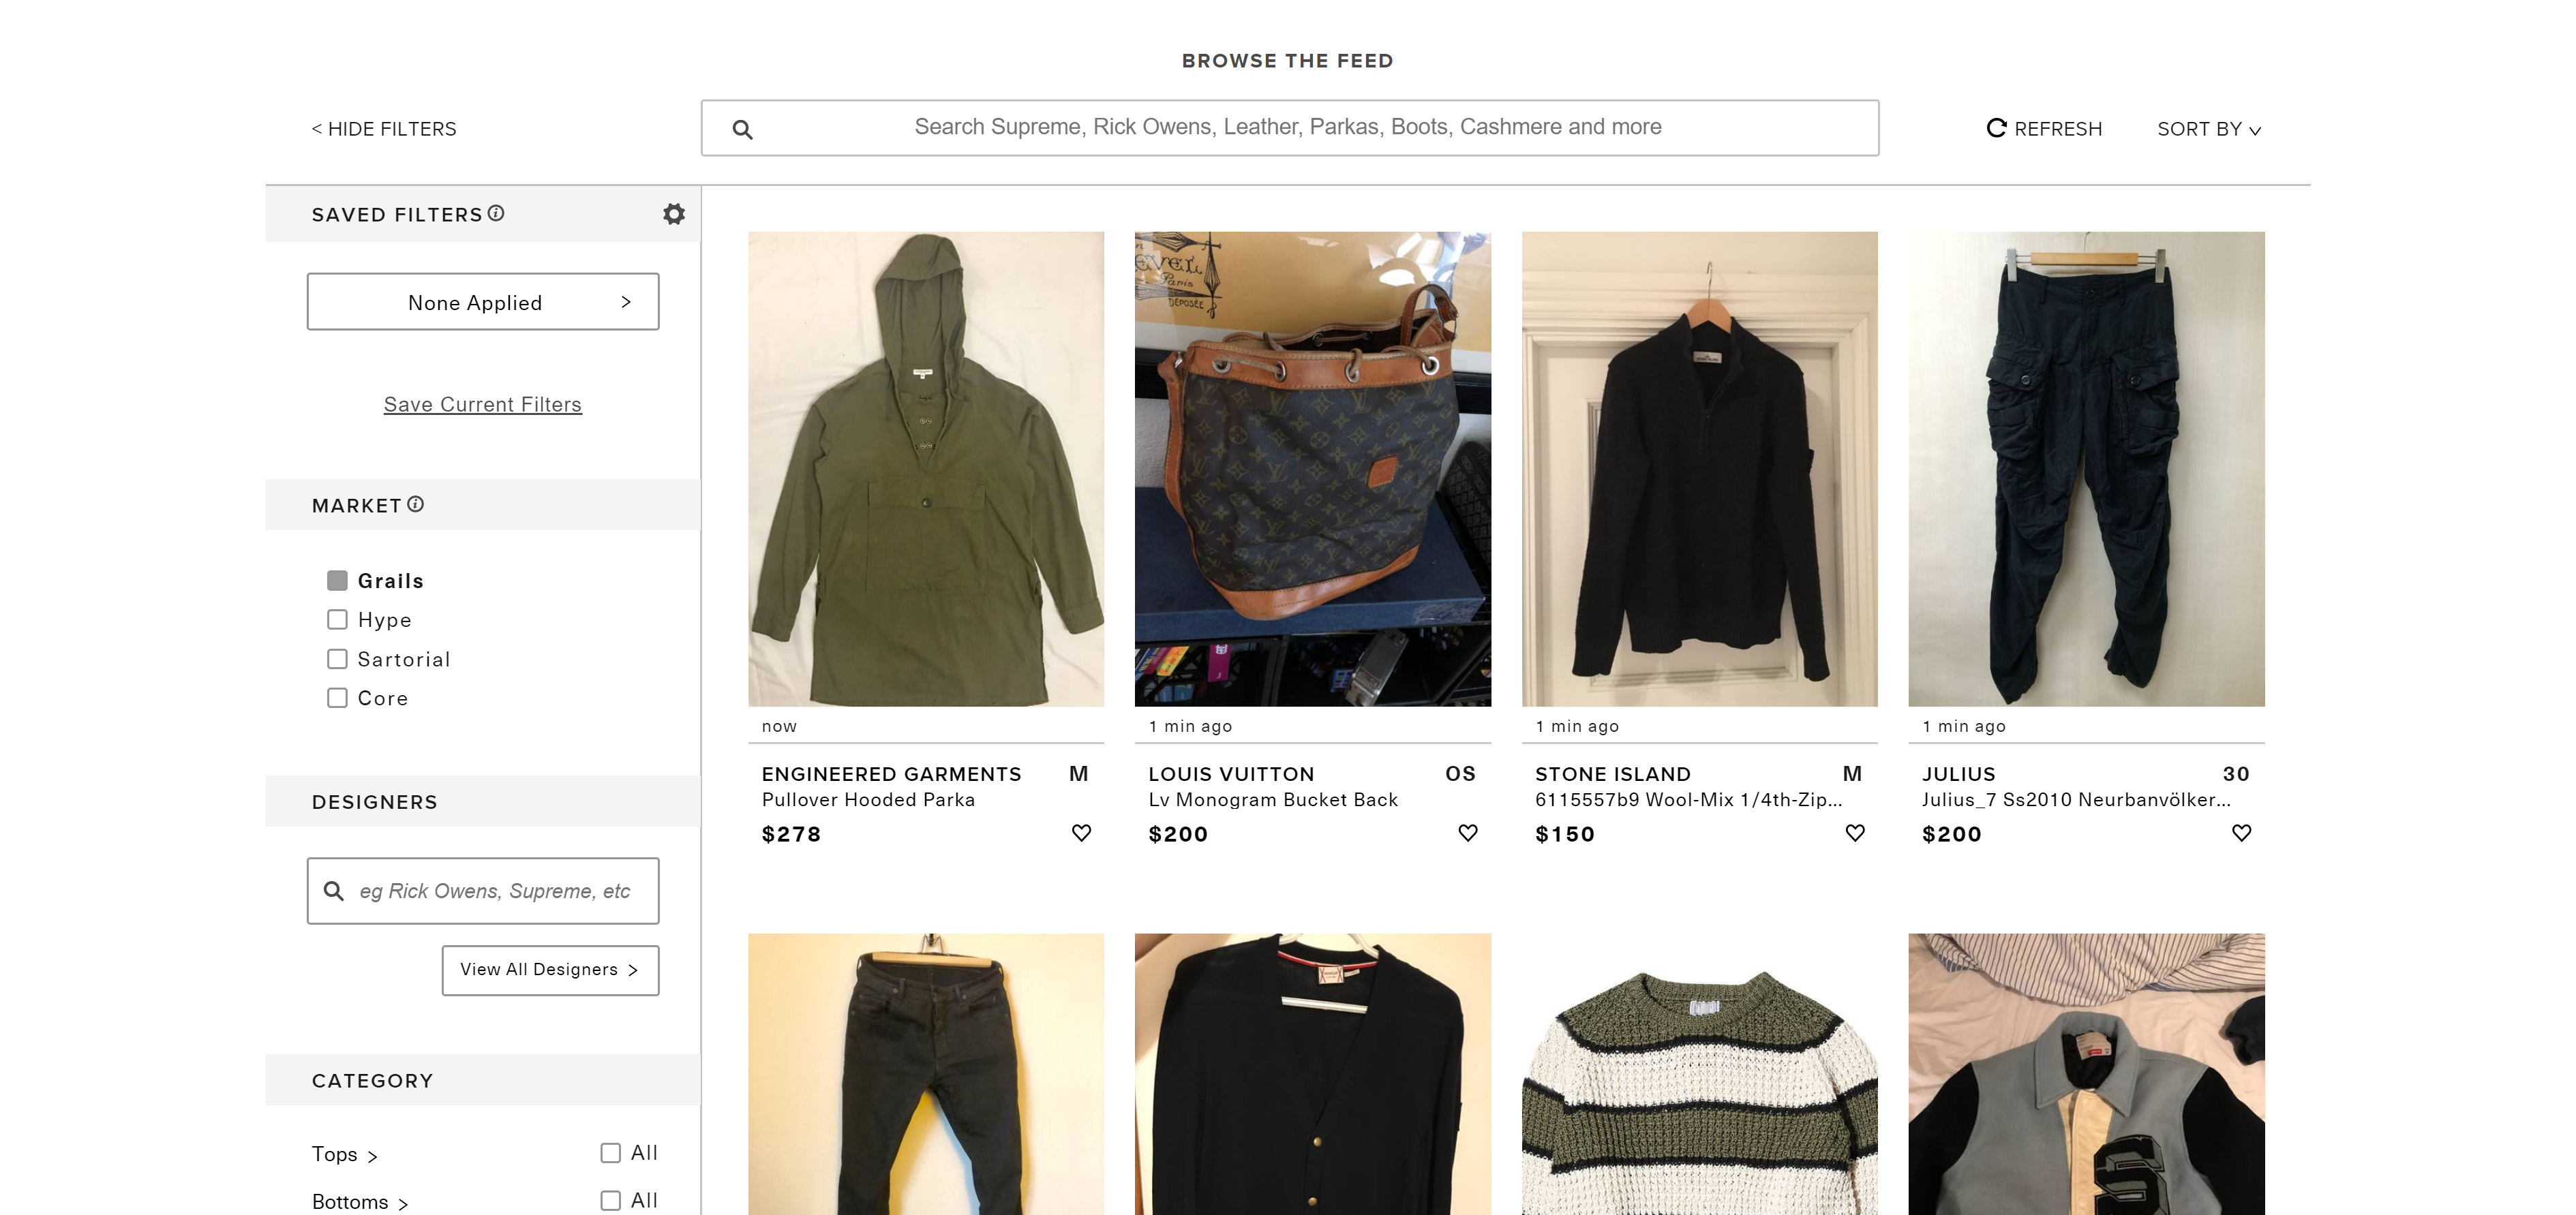 BROWSE THE FEED
< HIDE FILTERS
Search Supreme, Rick Owens, Leather, Parkas, Boots, Cashmere and more
REFRESH
SORT BY
SAVED FILTERS
None Applied >
Save Current Filters
MARKET
Grails
Hype
Sartorial
Core
DESIGNERS
eg Rick Owens, Supreme, etc
View All Designers >
CATEGORY
Tops >
All
Bottoms >
All
EVEL
Paris
DÉPOSÉE
now
ENGINEERED GARMENTS M
Pullover Hooded Parka
$278
1 min ago
LOUIS VUITTON OS
Lv Monogram Bucket Back
$200
1 min ago
STONE ISLAND M
6115557b9 Wool-Mix 1/4th-Zip...
$150
1 min ago
JULIUS 30
Julius_7 Ss2010 Neurbanvölker...
$200